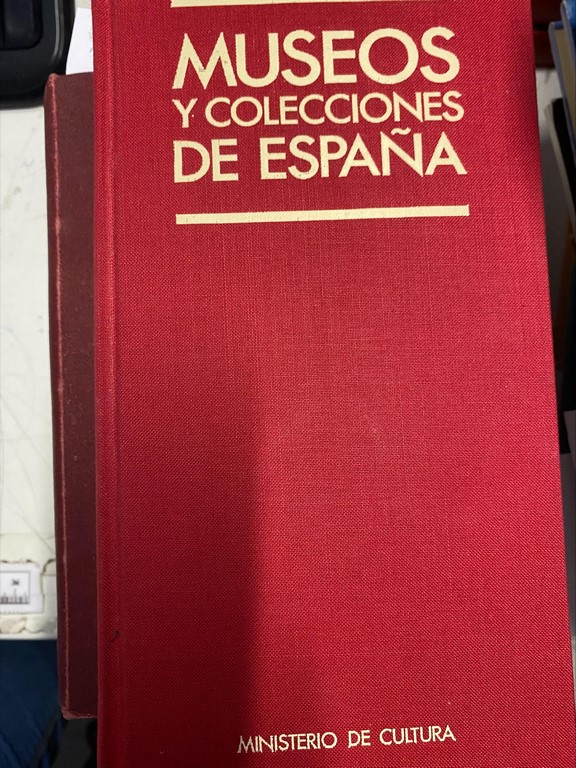 MUSEOS
Y COLECCIONES
DE ESPAÑA
MINISTERIO DE CULTURA